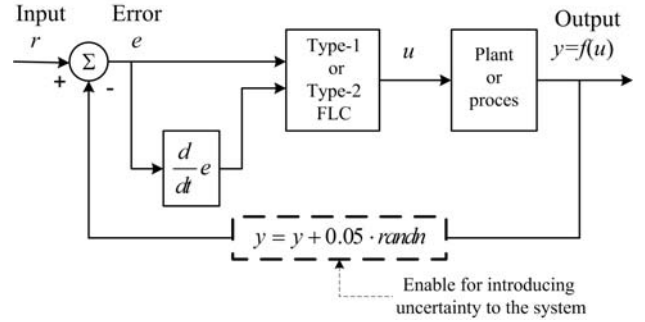 Input
r
Error
e
Σ
+
-
Type-1
or
Type-2
FLC
u
Plant
or
proces
Output
y=f(u)
d
dt
e
y = y + 0.05 · randn
Enable for introducing
uncertainty to the system